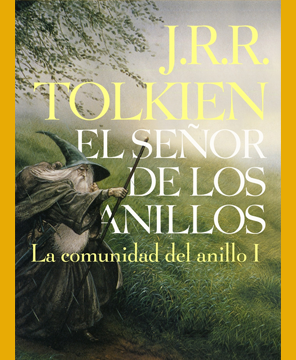 J.R.R.
TOLKIEN
EL SEÑOR
DE LOS
ANILLOS
La comunidad del anillo I